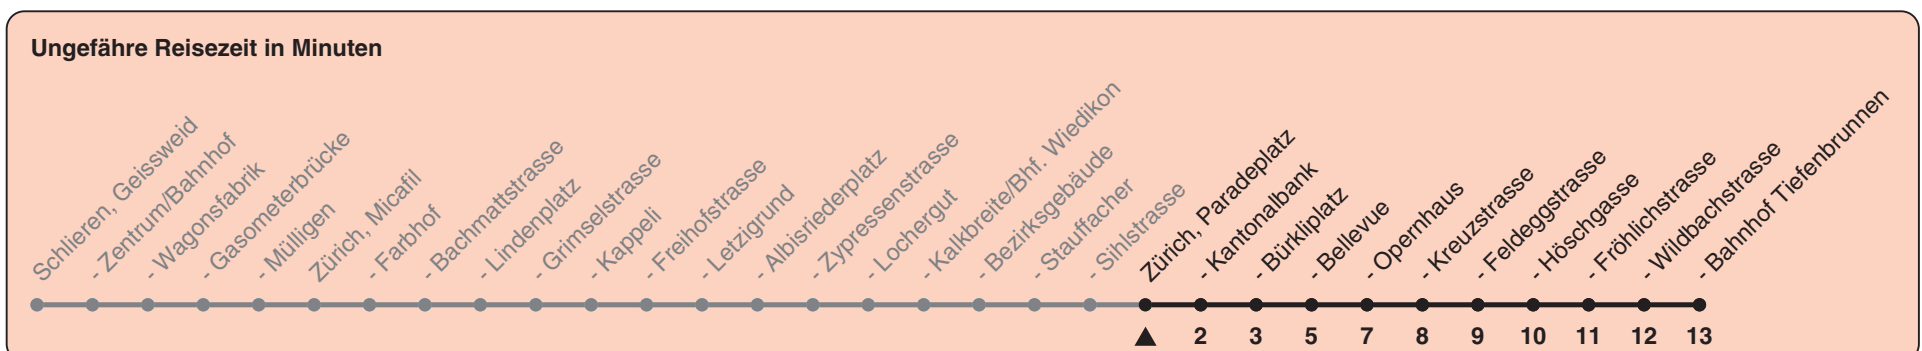 Ungefähre Reisezeit in Minuten
Schlieren, Geissweid
- Zentrum/Bahnhof
- Wagonsfabrik
- Gasometerbrücke
- Mülligen
Zürich, Micafil
- Farbhof
- Bachmattstrasse
- Lindenplatz
- Grimselstrasse
- Kappeli
- Freihofstrasse
- Letzigrund
- Albisriederplatz
- Zypressenstrasse
- Lochergut
- Kalkbreite/Bhf. Wiedikon
- Bezirksgebäude
- Stauffacher
- Sihlstrasse
Zürich, Paradeplatz
- Kantonalbank
- Bürkliplatz
- Bellevue
- Opernhaus
- Kreuzstrasse
- Feldeggstrasse
- Höschgasse
- Fröhlichstrasse
- Wildbachstrasse
- Bahnhof Tiefenbrunnen
2 3 5 7 8 9 10 11 12 13